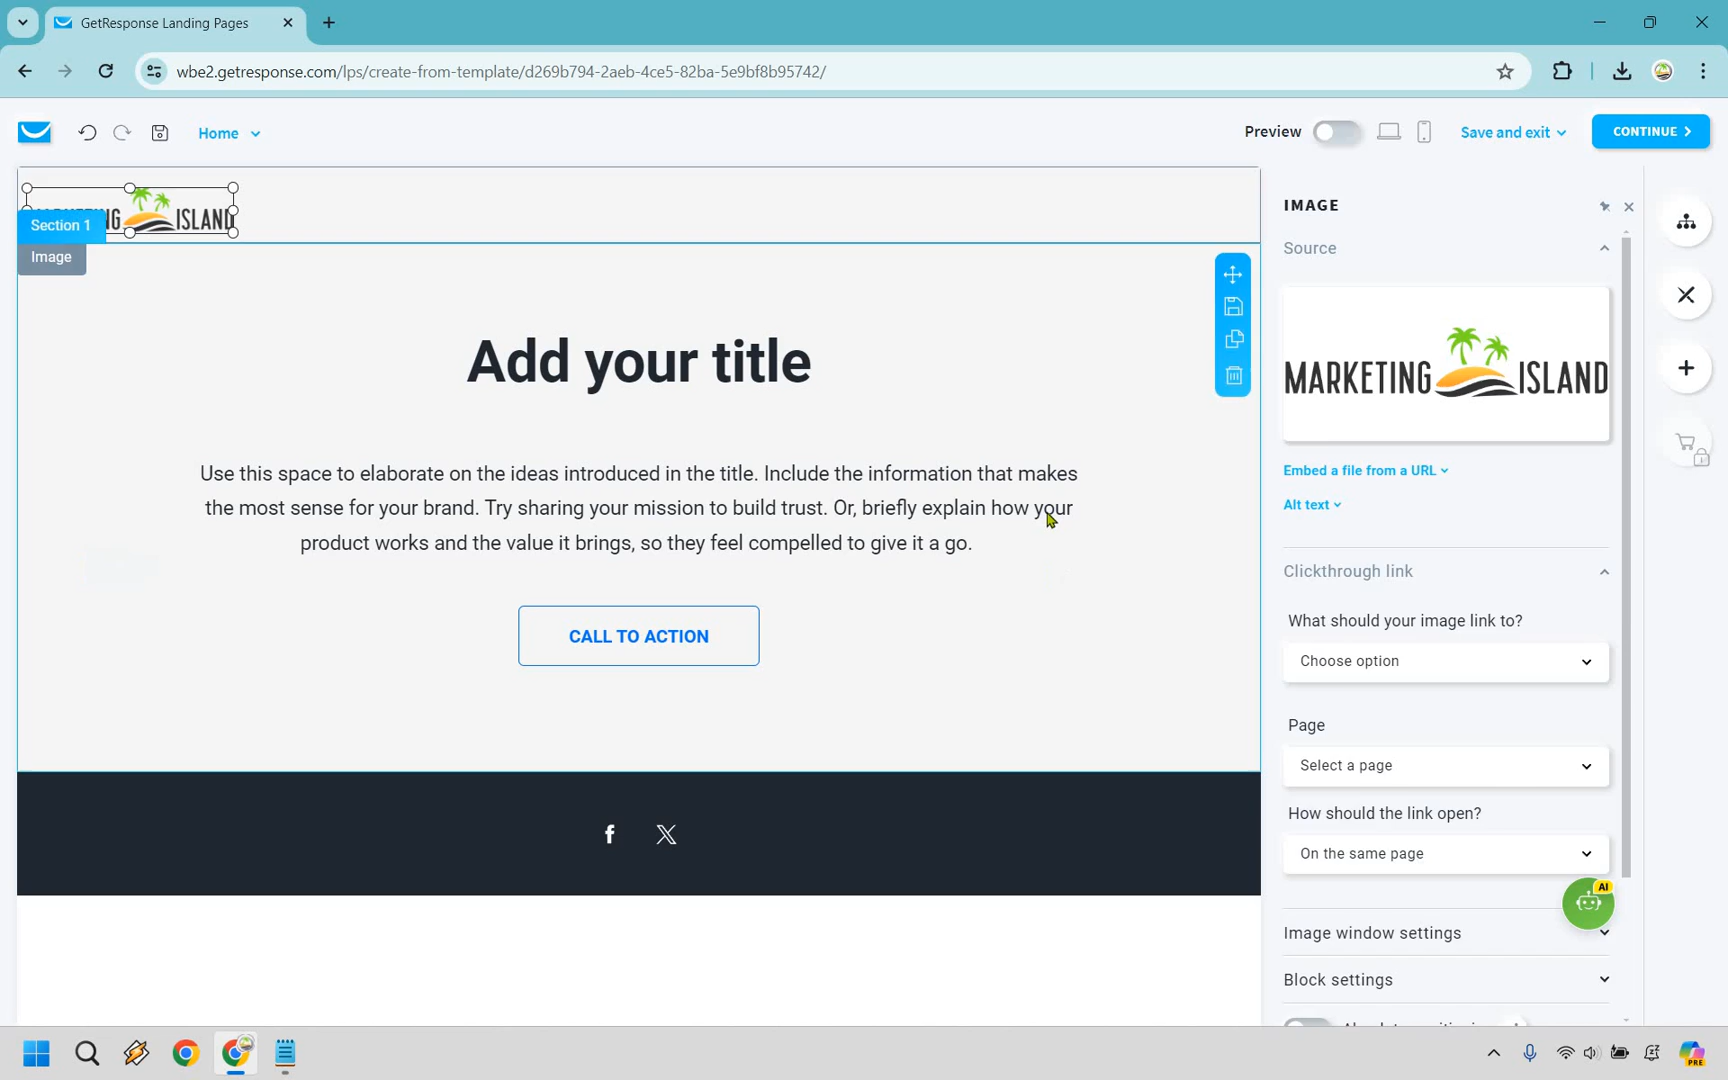 GetResponse Landing Pages
wbe2.getresponse.com/lps/create-from-template/d269b794-2aeb-4ce5-82ba-5e9bf8b95742/
Home
Preview
Save and exit
CONTINUE
ISLAND
Section 1
Image
Add your title
Use this space to elaborate on the ideas introduced in the title. Include the information that makes
the most sense for your brand. Try sharing your mission to build trust. Or, briefly explain how your
product works and the value it brings, so they feel compelled to give it a go.
CALL TO ACTION
IMAGE
Source
MARKETING ISLAND
Embed a file from a URL
Alt text
Clickthrough link
What should your image link to?
Choose option
Page
Select a page
How should the link open?
On the same page
AI
Image window settings
Block settings
PRE